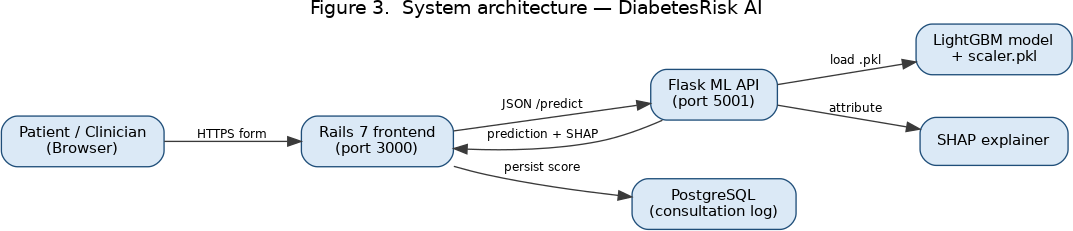 Figure 3.  System architecture — DiabetesRisk AI
Patient / Clinician
(Browser)
HTTPS form
Rails 7 frontend
(port 3000)
JSON /predict
prediction + SHAP
persist score
Flask ML API
(port 5001)
PostgreSQL
(consultation log)
load .pkl
attribute
LightGBM model
+ scaler.pkl
SHAP explainer